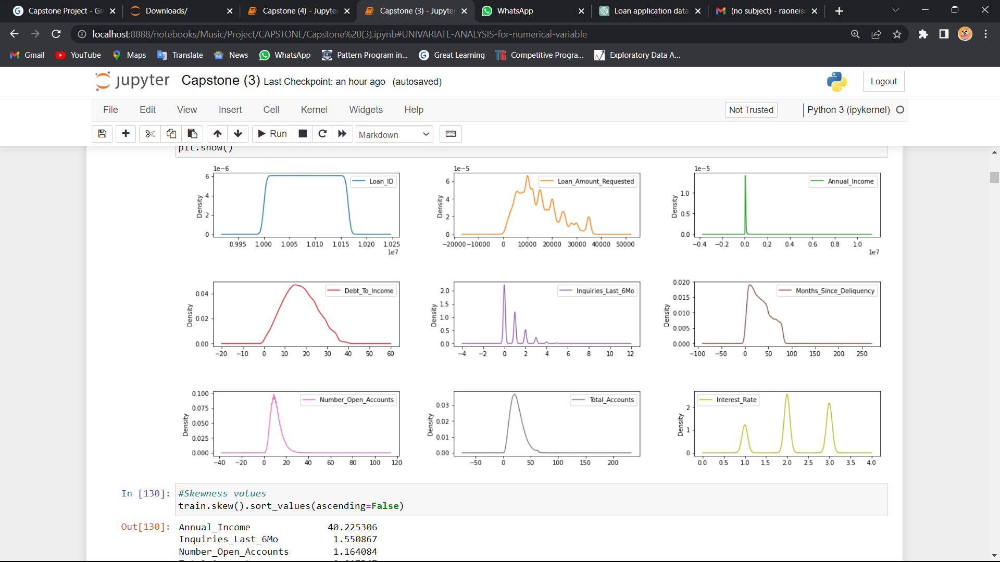 Capstone Project - Gr
Downloads/
Capstone (4) - Jupyter
Capstone (3) - Jupyter
WhatsApp
Loan application data
(no subject) - raoneisr
localhost:8888/notebooks/Music/Project/CAPSTONE/Capstone%20(3).ipynb#UNIVARIATE-ANALYSIS-for-numerical-variable
Gmail YouTube Maps Translate News WhatsApp Pattern Program in... Great Learning Competitive Progra... Exploratory Data A...
jupyter Capstone (3) Last Checkpoint: an hour ago (autosaved) Logout
File Edit View Insert Cell Kernel Widgets Help Not Trusted Python 3 (ipykernel)
Run Markdown
plt.show()
1e−6
6
4
2
0
Density
Loan_ID
0.995 1.000 1.005 1.010 1.015 1.020 1.025
1e7
1e−5
6
4
2
0
Density
Loan_Amount_Requested
−20000 −10000 0 10000 20000 30000 40000 50000
1e−5
1.0
0.5
0.0
Density
Annual_Income
−0.4 −0.2 0.0 0.2 0.4 0.6 0.8 1.0
1e7
0.04
0.02
0.00
Density
Debt_To_Income
−20 −10 0 10 20 30 40 50 60
2.0
1.5
1.0
0.5
0.0
Density
Inquiries_Last_6Mo
−4 −2 0 2 4 6 8 10 12
0.020
0.015
0.010
0.005
0.000
Density
Months_Since_Deliquency
−100 −50 0 50 100 150 200 250
0.100
0.075
0.050
0.025
0.000
Density
Number_Open_Accounts
−40 −20 0 20 40 60 80 100 120
0.03
0.02
0.01
0.00
Density
Total_Accounts
−50 0 50 100 150 200
2
1
0
Density
Interest_Rate
0.0 0.5 1.0 1.5 2.0 2.5 3.0 3.5 4.0
In [130]: #Skewness values
train.skew().sort_values(ascending=False)
Out[130]: Annual_Income 40.225306
Inquiries_Last_6Mo 1.550867
Number_Open_Accounts 1.164084